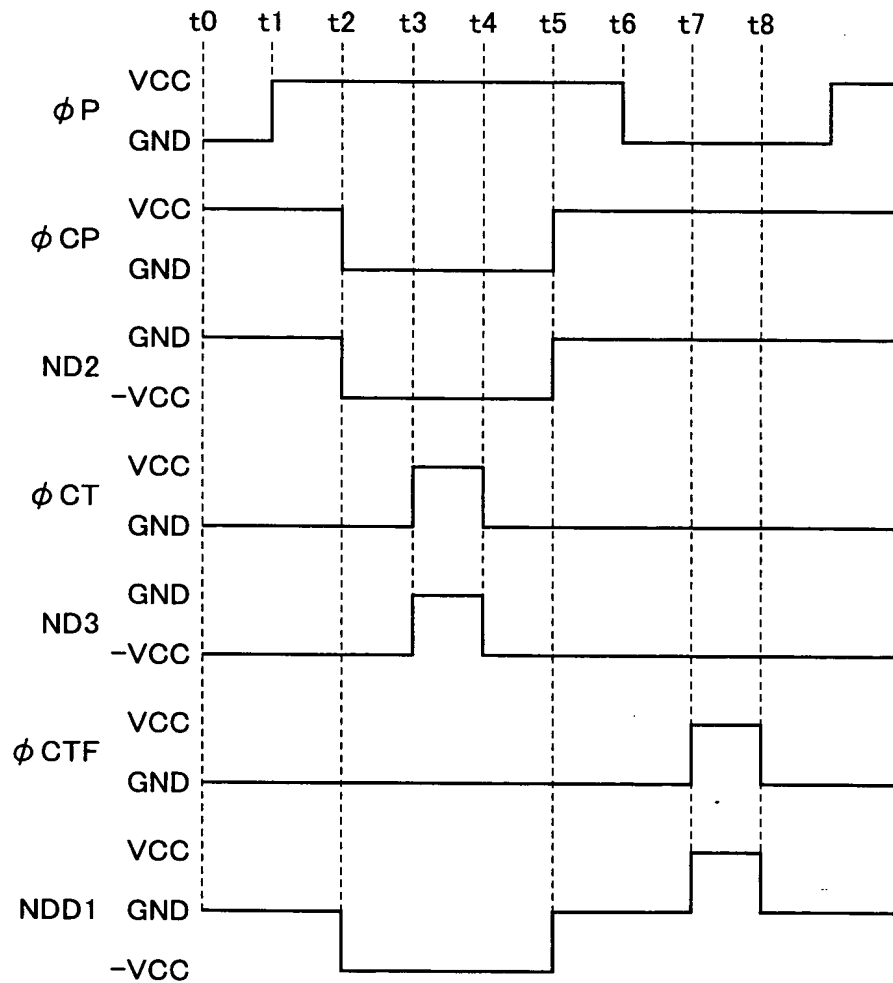 t0 t1 t2 t3 t4 t5 t6 t7 t8
VCC
φP
GND
VCC
φCP
GND
GND
ND2
-VCC
VCC
φCT
GND
GND
ND3
-VCC
VCC
φCTF
GND
VCC
NDD1 GND
-VCC